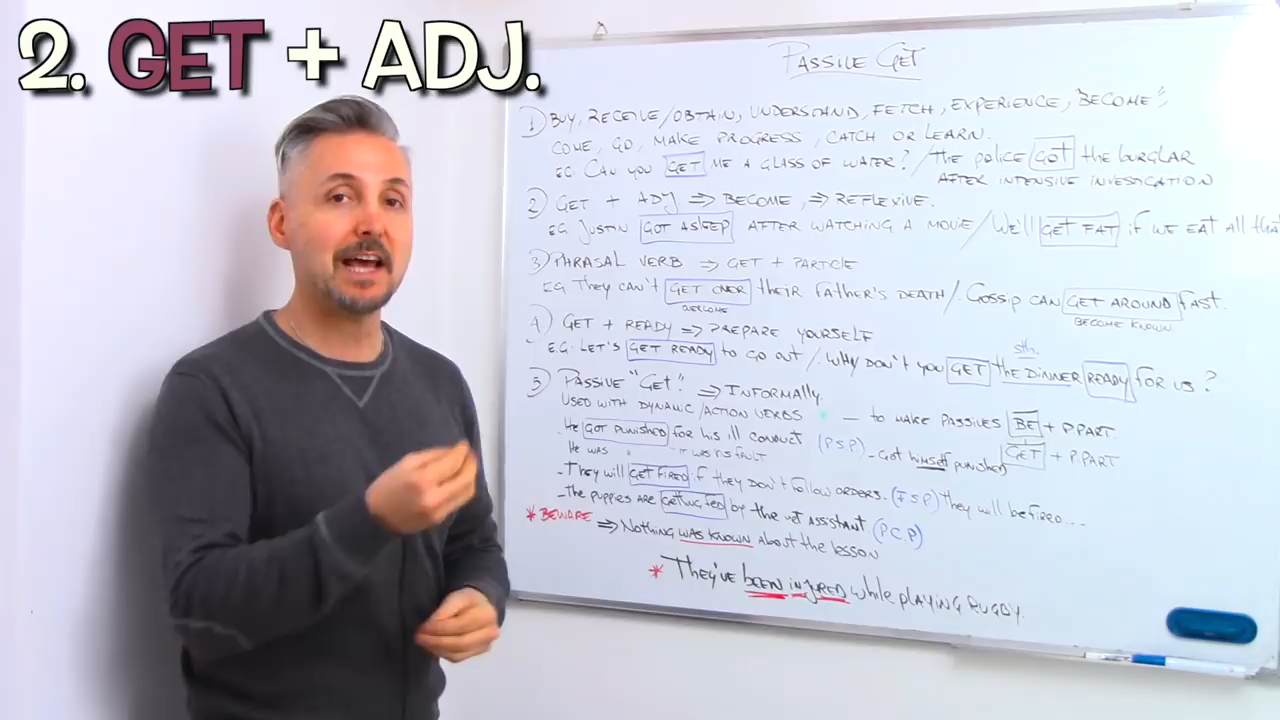 2. GET + ADJ.
PASSIVE GET
1) BUY, RECEIVE/OBTAIN, UNDERSTAND, FETCH, EXPERIENCE, "BECOME",
COME, GO, MAKE PROGRESS, CATCH OR LEARN.
EG. CAN YOU GET ME A GLASS OF WATER? / THE POLICE GOT THE BURGLAR
AFTER INTENSIVE INVESTIGATION
2) GET + ADJ ⇒ BECOME, ⇒ REFLEXIVE.
EG. JUSTIN GOT ASLEEP AFTER WATCHING A MOVIE / WE'll GET FAT if WE EAT All that
3) PHRASAL VERB ⇒ GET + PARTICLE
EG They CAN'T GET OVER their father's DEATH /. GOSSIP CAN GET AROUND fast.
OVERCOME
BECOME KNOWN
4) GET + READY ⇒ PREPARE YOURSELF
E.G. LET'S GET READY to go out / WHY DON'T YOU GET the DINNER READY for us?
sth.
5) PASSIVE "GET" ⇒ INFORMALLY.
USED WITH DYNAMIC/ACTION VERBS — to MAKE PASSIVES BE + P.PART.
GET + P.PART
- He GOT PUNISHED for his ill CONDUCT (P.S.P) - Got himself punished
He WAS " IT WAS HIS FAULT
- They will GET FIRED if they DON'T follow ORDERS. (F.S.P) they will be fired...
- the puppies are GETTING FED by the vet assistant (P.C.P)
* BEWARE ⇒ NOTHING WAS KNOWN About the lesson
* They've been injured while playing RUGBY.